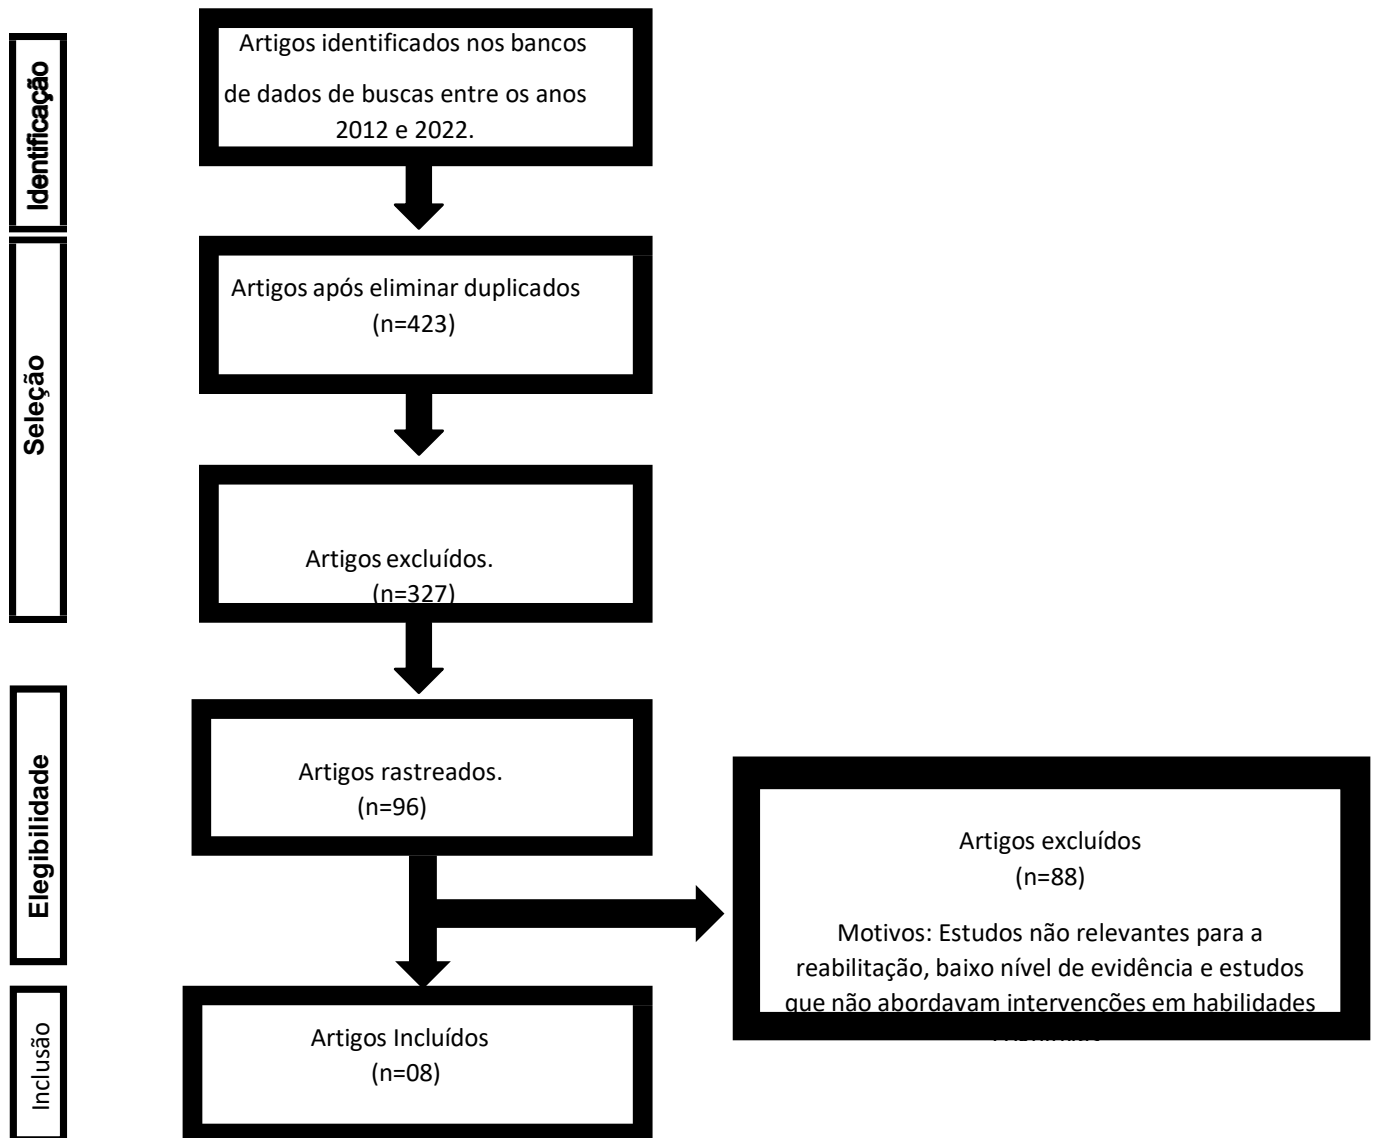 Identificação
Artigos identificados nos bancos
de dados de buscas entre os anos
2012 e 2022.
Seleção
Artigos após eliminar duplicados
(n=423)
Artigos excluídos.
(n=327)
Elegibilidade
Artigos rastreados.
(n=96)
Artigos excluídos
(n=88)
Motivos: Estudos não relevantes para a
reabilitação, baixo nível de evidência e estudos
que não abordavam intervenções em habilidades
Inclusão
Artigos Incluídos
(n=08)